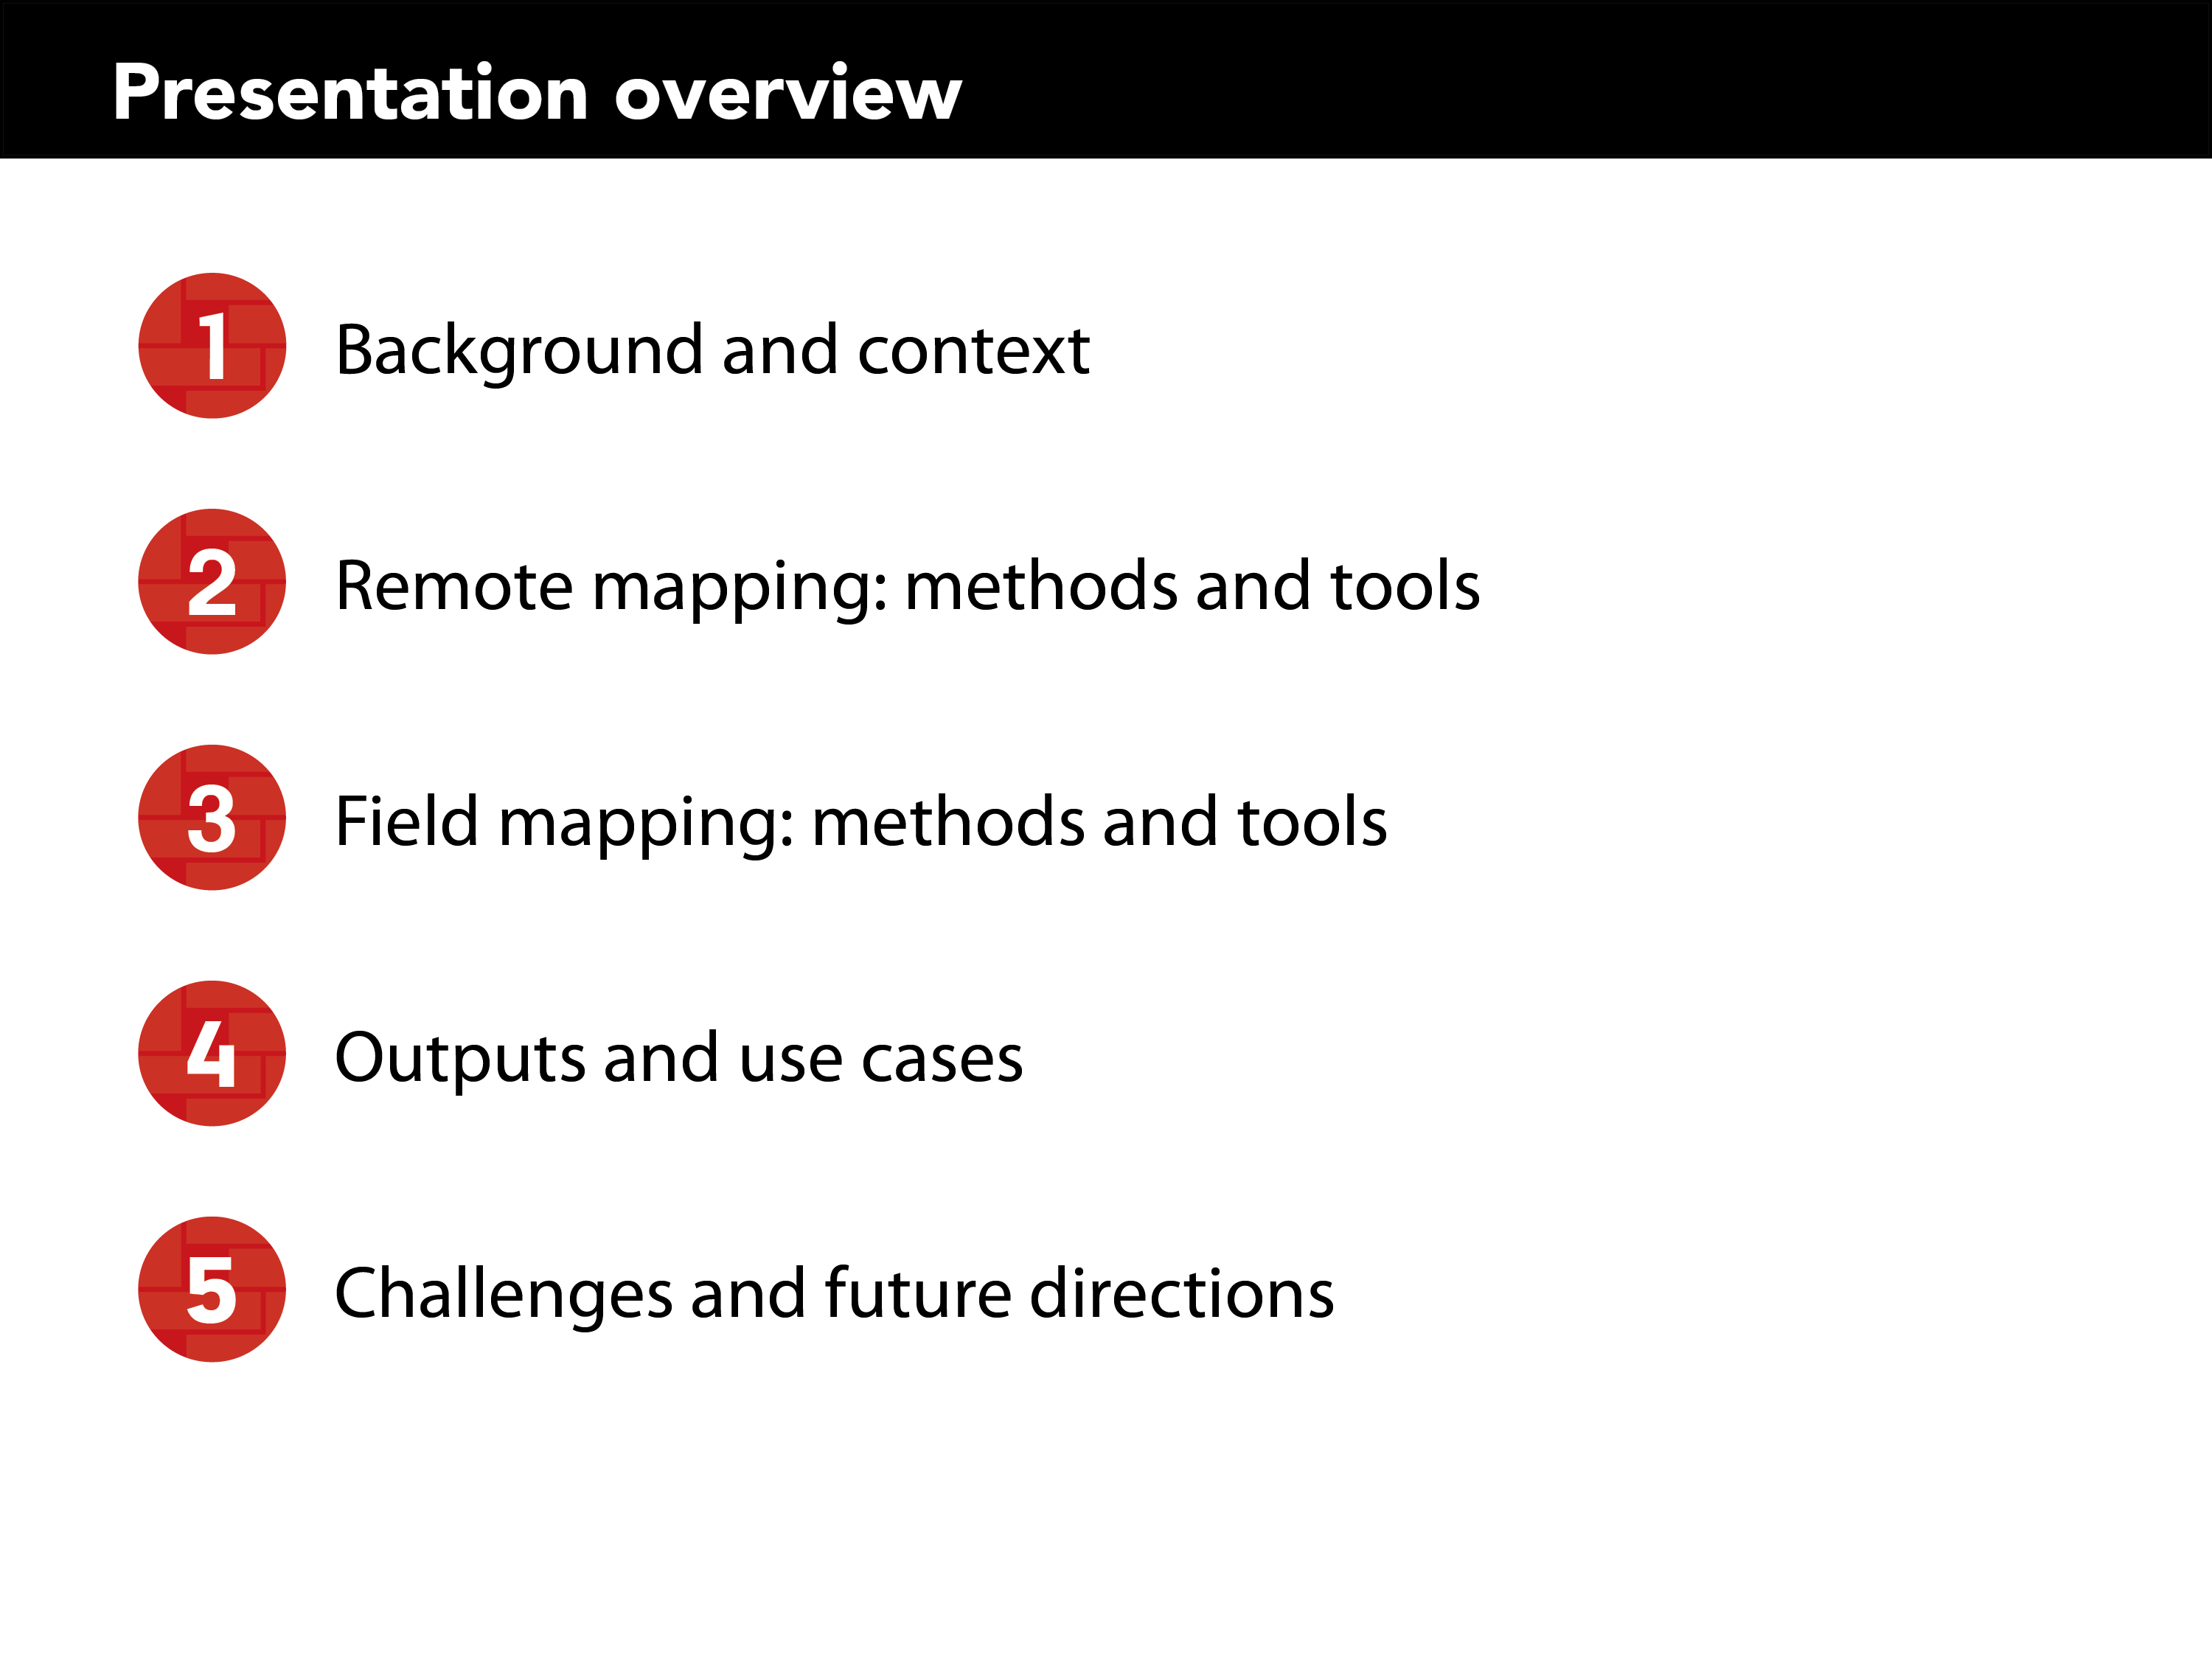 Presentation overview
1 Background and context
2 Remote mapping: methods and tools
3 Field mapping: methods and tools
4 Outputs and use cases
5 Challenges and future directions